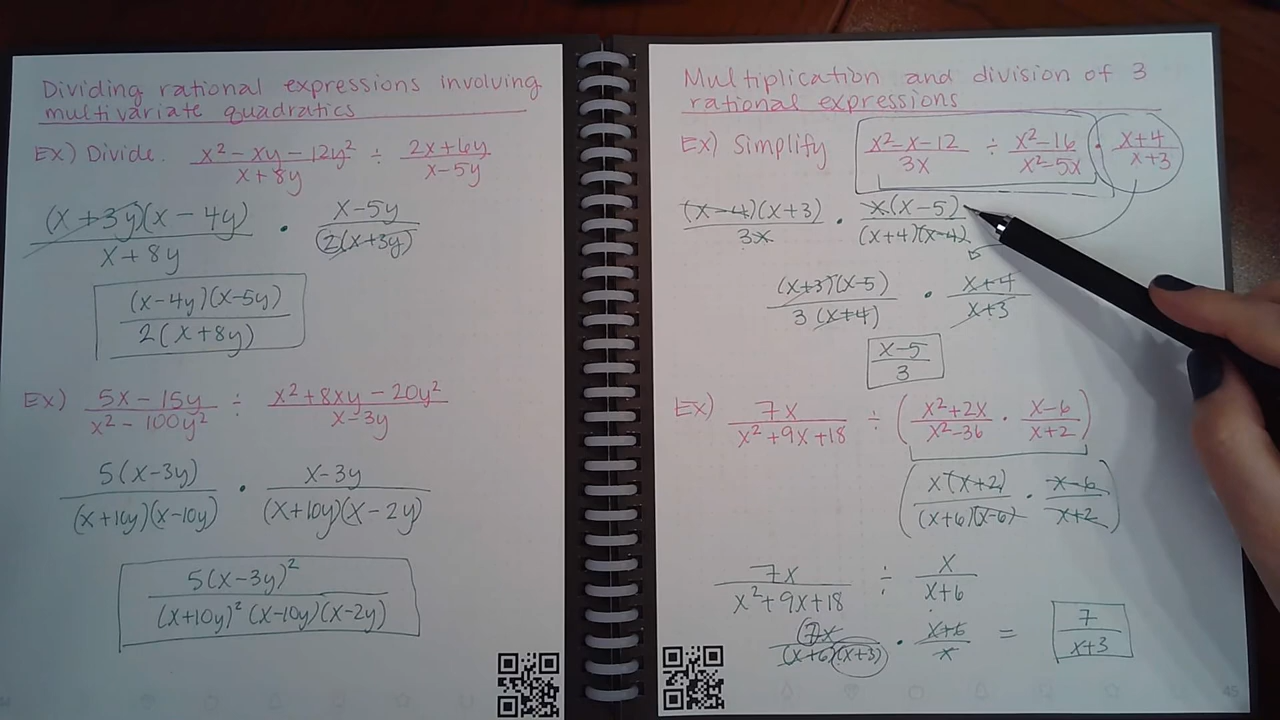 Dividing rational expressions involving
multivariate quadratics
Ex) Divide. (x² - xy - 12y²)/(x + 8y) ÷ (2x + 6y)/(x - 5y)
(x + 3y)(x - 4y)/(x + 8y) · (x - 5y)/(2(x + 3y))
(x - 4y)(x - 5y)/(2(x + 8y))
Ex) (5x - 15y)/(x² - 100y²) ÷ (x² + 8xy - 20y²)/(x - 3y)
5(x - 3y)/((x + 10y)(x - 10y)) · (x - 3y)/((x + 10y)(x - 2y))
5(x - 3y)²/((x + 10y)²(x - 10y)(x - 2y))
Multiplication and division of 3
rational expressions
Ex) Simplify (x² - x - 12)/(3x) ÷ (x² - 16)/(x² - 5x) · (x + 4)/(x + 3)
(x - 4)(x + 3)/(3x) · x(x - 5)/((x + 4)(x - 4))
(x + 3)(x - 5)/(3(x + 4)) · (x + 4)/(x + 3)
(x - 5)/3
Ex) 7x/(x² + 9x + 18) ÷ ((x² + 2x)/(x² - 36) · (x - 6)/(x + 2))
(x(x + 2)/((x + 6)(x - 6)) · (x - 6)/(x + 2))
7x/(x² + 9x + 18) ÷ x/(x + 6)
7x/((x + 6)(x + 3)) · (x + 6)/x = 7/(x + 3)
45